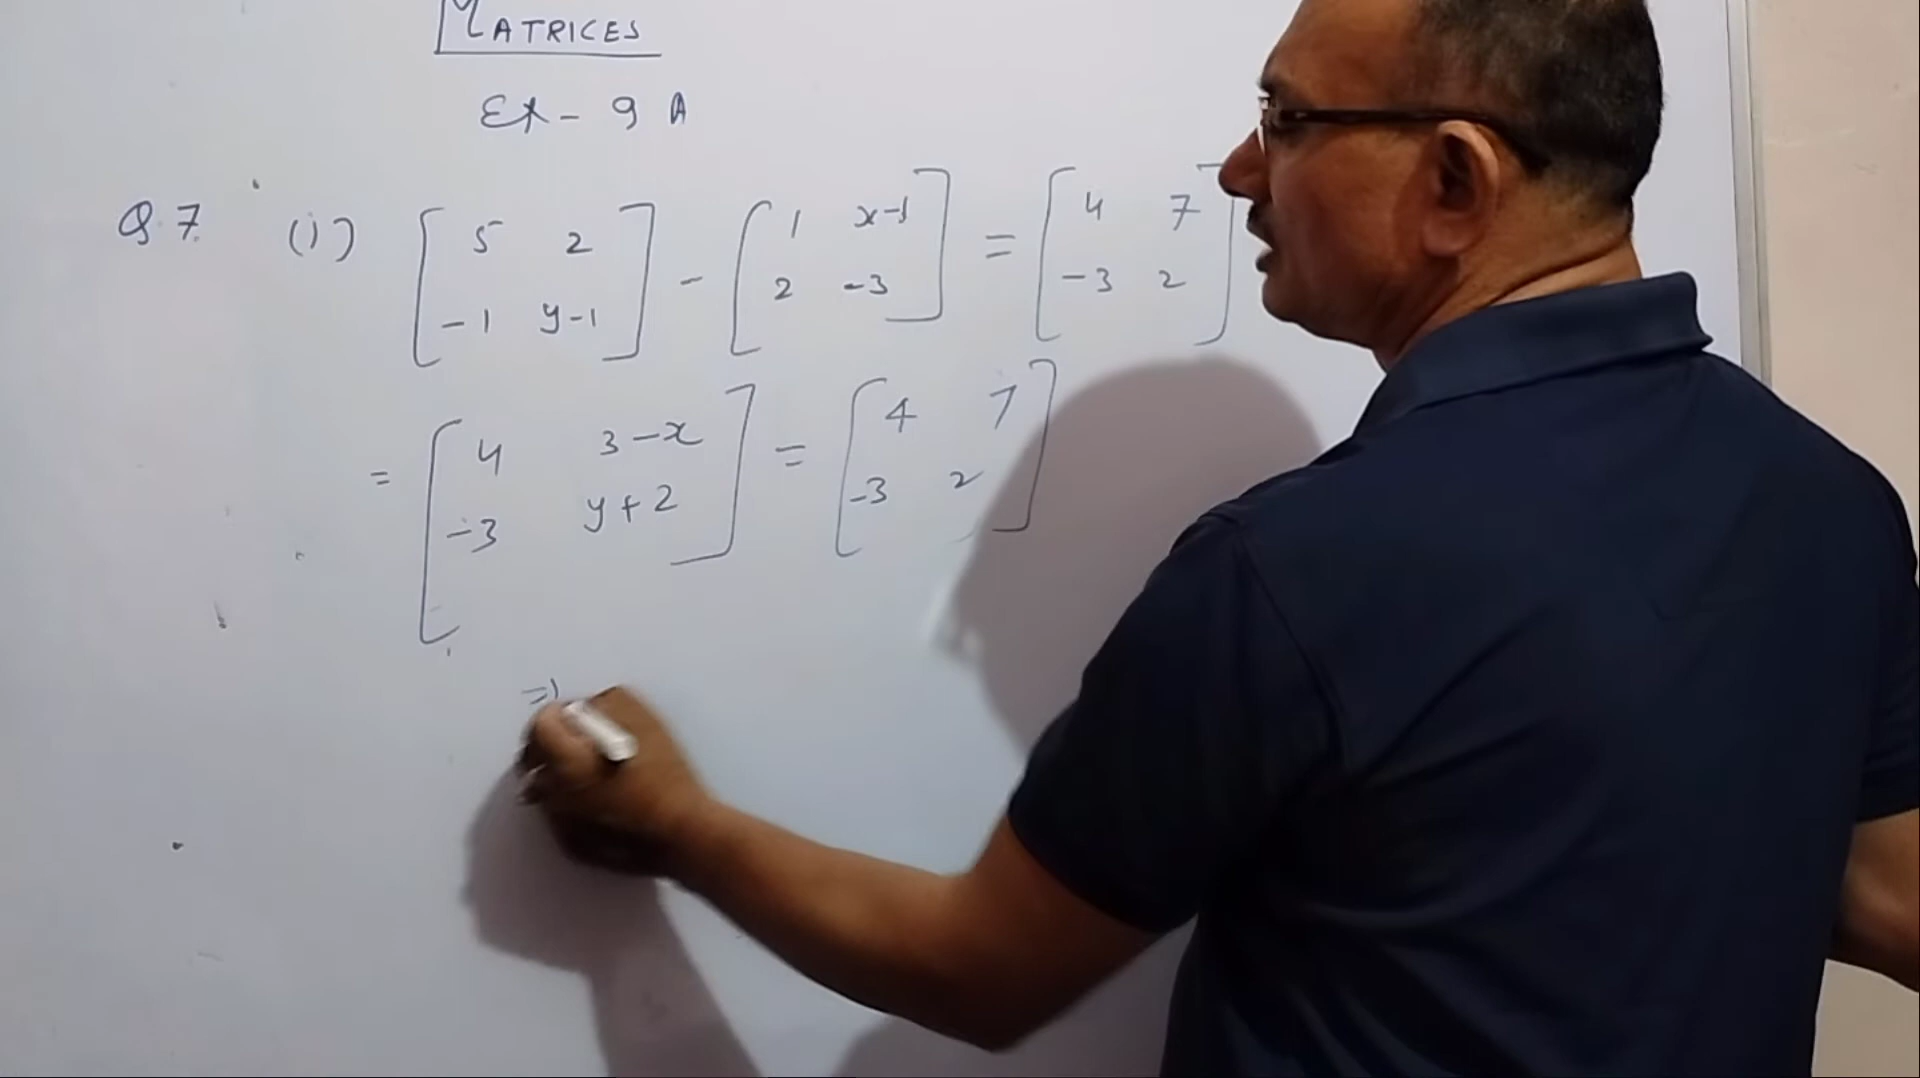 MATRICES
Ex - 9 A
Q.7. (i) [ 5 2 ] - [ 1 x-1 ] = [ 4 7 ]
-1 y-1 2 -3 -3 2
= [ 4 3-x ] = [ 4 7 ]
-3 y+2 -3 2
=)